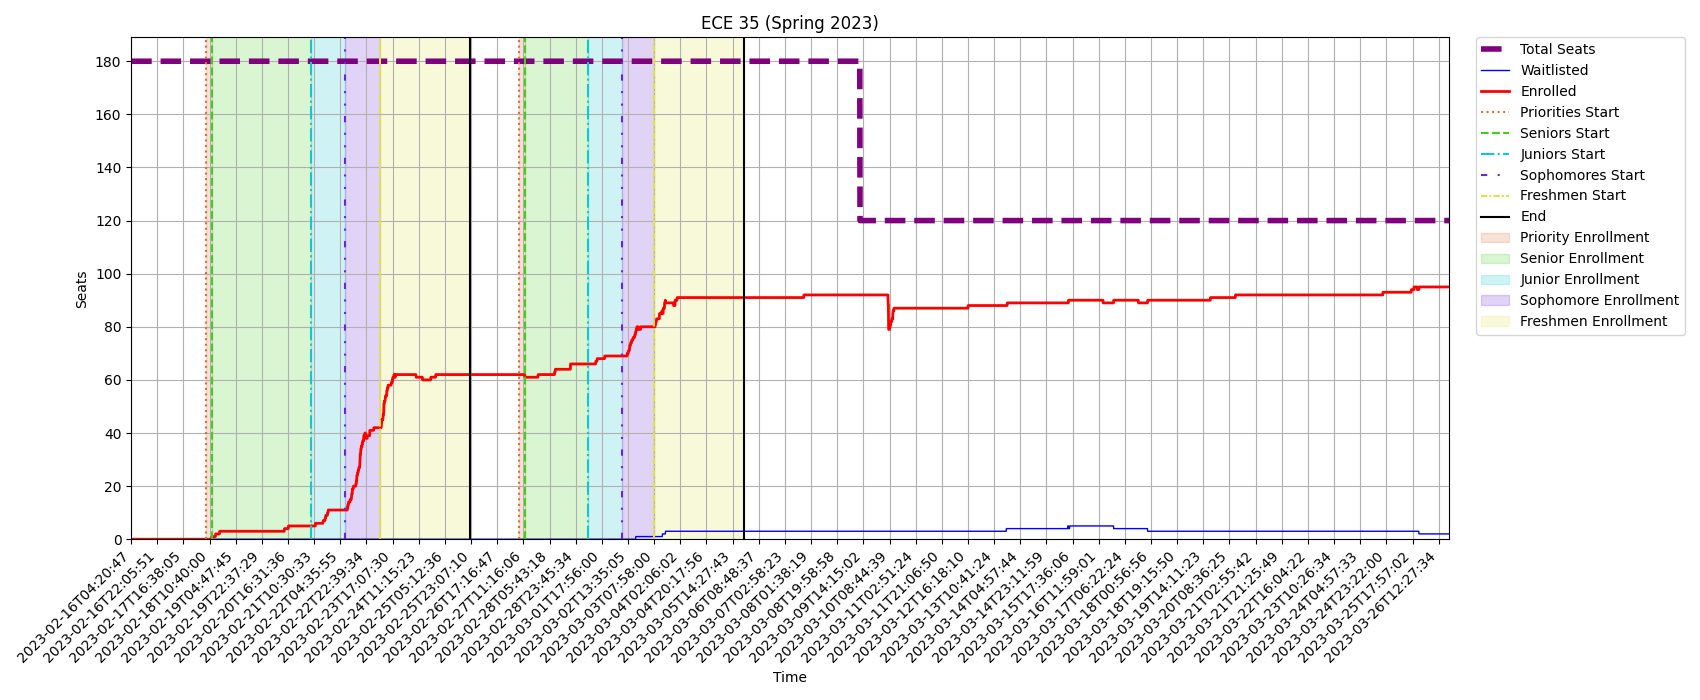 ECE 35 (Spring 2023)
Seats
180
160
140
120
100
80
60
40
20
0
2023-02-16T04:20:47
2023-02-16T22:05:51
2023-02-17T16:38:05
2023-02-18T10:40:00
2023-02-19T04:47:45
2023-02-19T22:37:29
2023-02-20T16:31:36
2023-02-21T10:30:33
2023-02-22T04:35:55
2023-02-22T22:39:34
2023-02-23T17:07:30
2023-02-24T11:15:23
2023-02-25T05:12:36
2023-02-25T23:07:10
2023-02-26T17:16:47
2023-02-27T11:16:06
2023-02-28T05:43:18
2023-02-28T23:45:34
2023-03-01T17:56:00
2023-03-02T13:35:05
2023-03-03T07:58:00
2023-03-04T02:06:02
2023-03-04T20:17:56
2023-03-05T14:27:43
2023-03-06T08:48:37
2023-03-07T02:58:23
2023-03-08T01:38:19
2023-03-08T19:58:58
2023-03-09T14:15:02
2023-03-10T08:44:39
2023-03-11T02:51:24
2023-03-11T21:06:50
2023-03-12T16:18:10
2023-03-13T10:41:24
2023-03-14T04:57:44
2023-03-14T23:11:59
2023-03-15T17:36:06
2023-03-16T11:59:01
2023-03-17T06:22:24
2023-03-18T00:56:56
2023-03-18T19:15:50
2023-03-19T14:11:23
2023-03-20T08:36:25
2023-03-21T02:55:42
2023-03-21T21:25:49
2023-03-22T16:04:22
2023-03-23T10:26:34
2023-03-24T04:57:33
2023-03-24T23:22:00
2023-03-25T17:57:02
2023-03-26T12:27:34
Time
Total Seats
Waitlisted
Enrolled
Priorities Start
Seniors Start
Juniors Start
Sophomores Start
Freshmen Start
End
Priority Enrollment
Senior Enrollment
Junior Enrollment
Sophomore Enrollment
Freshmen Enrollment